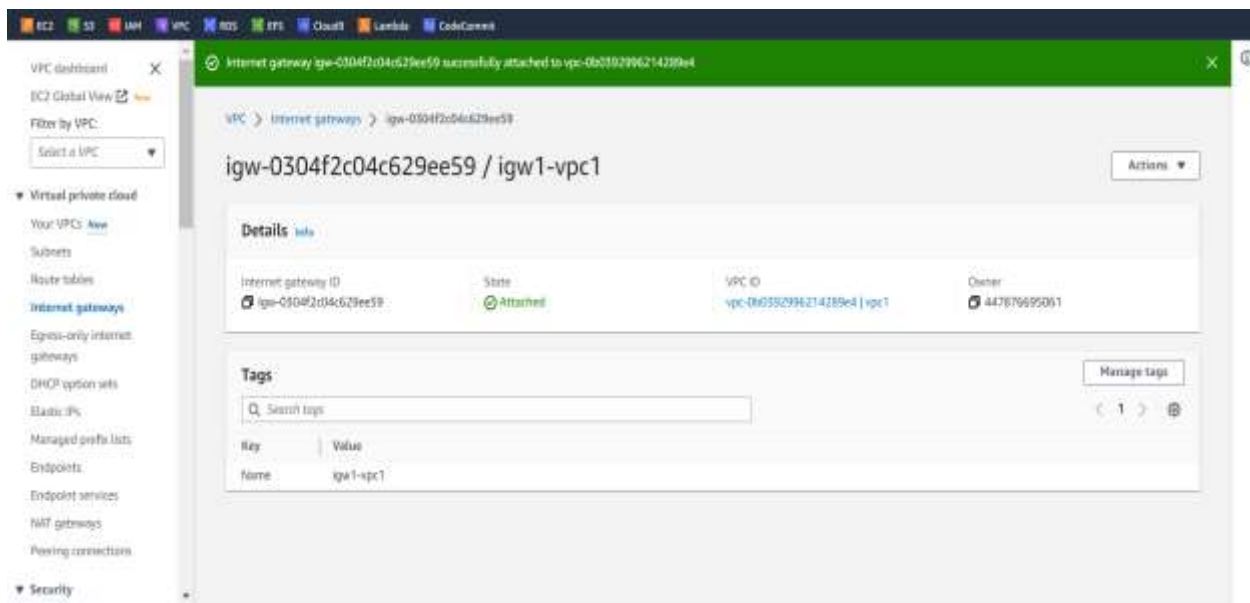 EC2 S3 IAM VPC RDS EFS Cloud9 Lambda CodeCommit
Internet gateway igw-0304f2c04c629ee59 successfully attached to vpc-0b0392996214289e4
VPC dashboard
EC2 Global View New
Filter by VPC:
Select a VPC
Virtual private cloud
Your VPCs New
Subnets
Route tables
Internet gateways
Egress-only internet
gateways
DHCP option sets
Elastic IPs
Managed prefix lists
Endpoints
Endpoint services
NAT gateways
Peering connections
Security
VPC > Internet gateways > igw-0304f2c04c629ee59
igw-0304f2c04c629ee59 / igw1-vpc1
Actions
Details Info
Internet gateway ID
igw-0304f2c04c629ee59
State
Attached
VPC ID
vpc-0b0392996214289e4 | vpc1
Owner
447876695061
Tags
Manage tags
Search tags
1
Key Value
Name igw1-vpc1